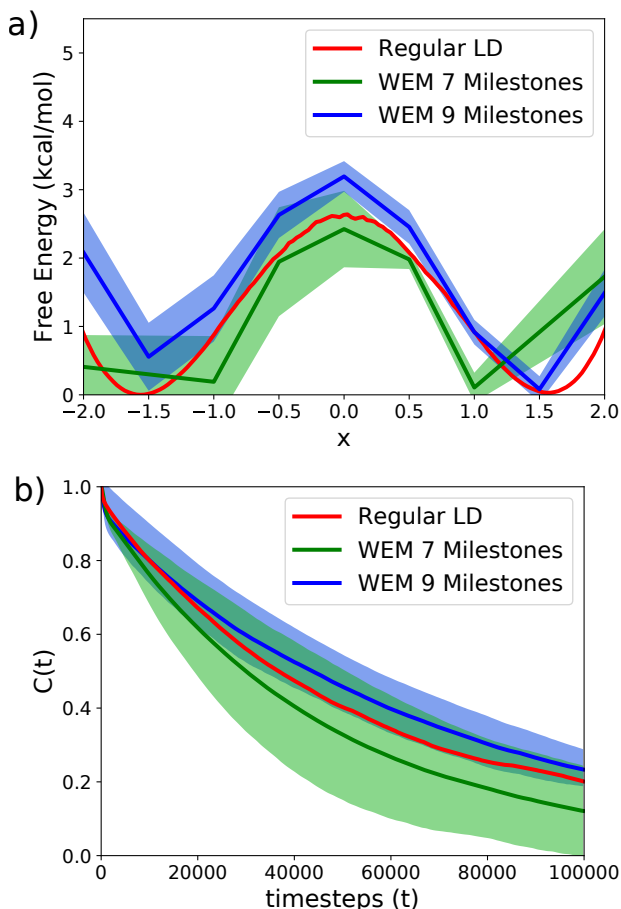 a)
Free Energy (kcal/mol)
5
4
3
2
1
0
Regular LD
WEM 7 Milestones
WEM 9 Milestones
−2.0 −1.5 −1.0 −0.5 0.0 0.5 1.0 1.5 2.0
x
b)
C(t)
1.0
0.8
0.6
0.4
0.2
0.0
Regular LD
WEM 7 Milestones
WEM 9 Milestones
0 20000 40000 60000 80000 100000
timesteps (t)